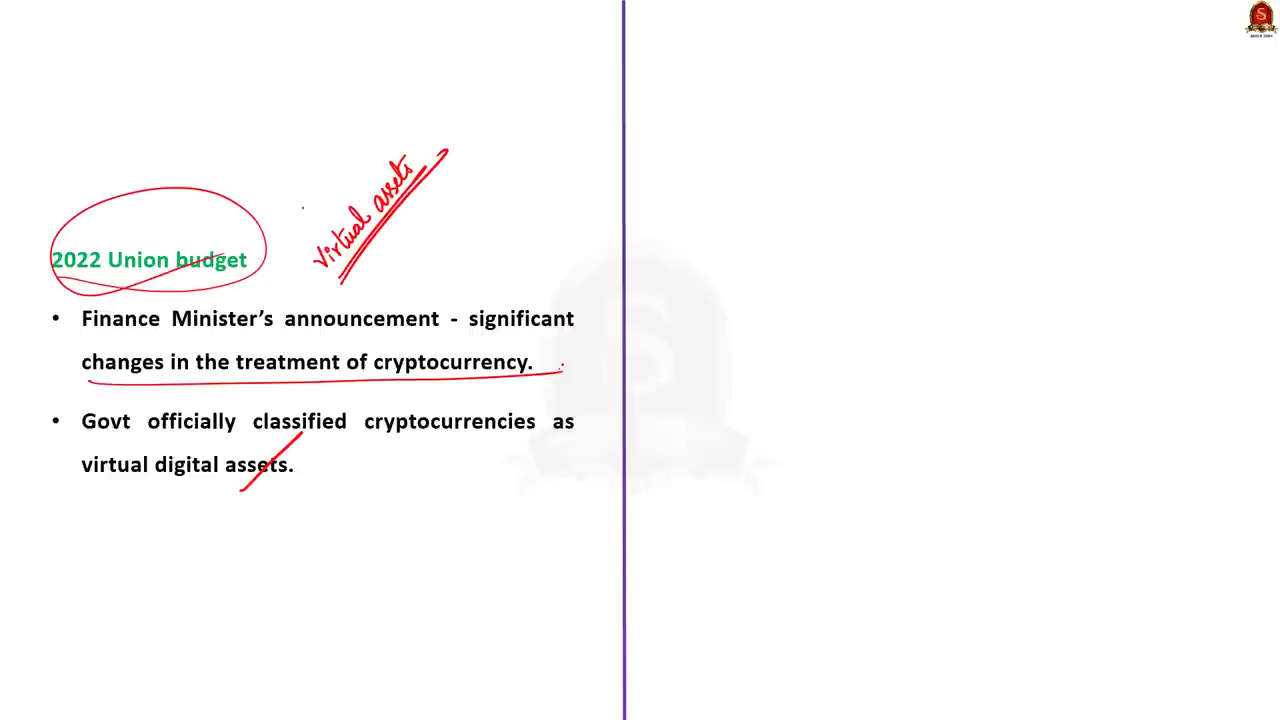 Virtual assets
2022 Union budget
• Finance Minister’s announcement - significant
changes in the treatment of cryptocurrency.
• Govt officially classified cryptocurrencies as
virtual digital assets.